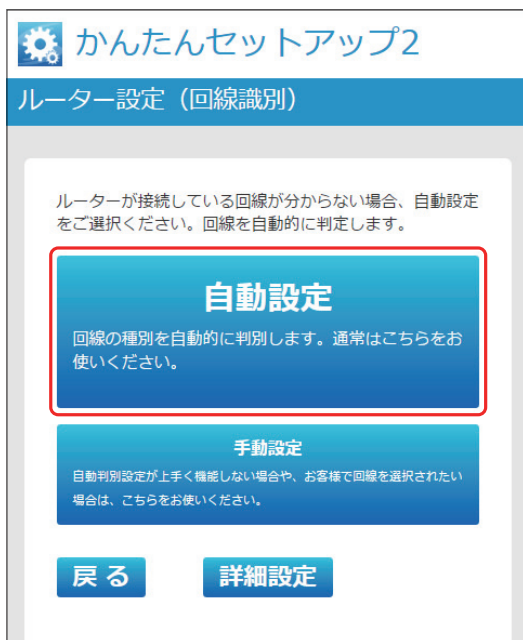 かんたんセットアップ2
ルーター設定（回線識別）
ルーターが接続している回線が分からない場合、自動設定
をご選択ください。回線を自動的に判定します。
自動設定
回線の種別を自動的に判別します。通常はこちらをお
使いください。
手動設定
自動判別設定が上手く機能しない場合や、お客様で回線を選択されたい
場合は、こちらをお使いください。
戻 る
詳細設定